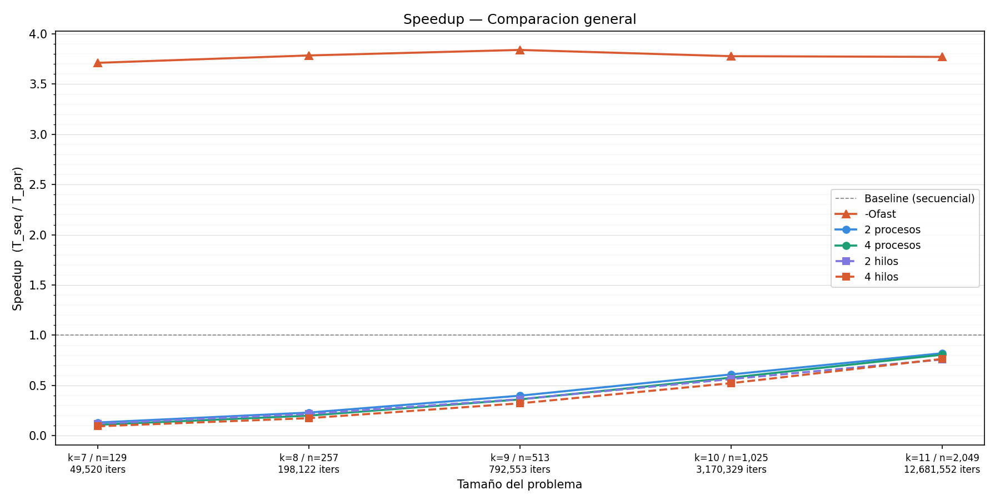 Speedup — Comparacion general
Speedup (T_seq / T_par)
4.0
3.5
3.0
2.5
2.0
1.5
1.0
0.5
0.0
Baseline (secuencial)
-Ofast
2 procesos
4 procesos
2 hilos
4 hilos
k=7 / n=129
49,520 iters
k=8 / n=257
198,122 iters
k=9 / n=513
792,553 iters
k=10 / n=1,025
3,170,329 iters
k=11 / n=2,049
12,681,552 iters
Tamaño del problema